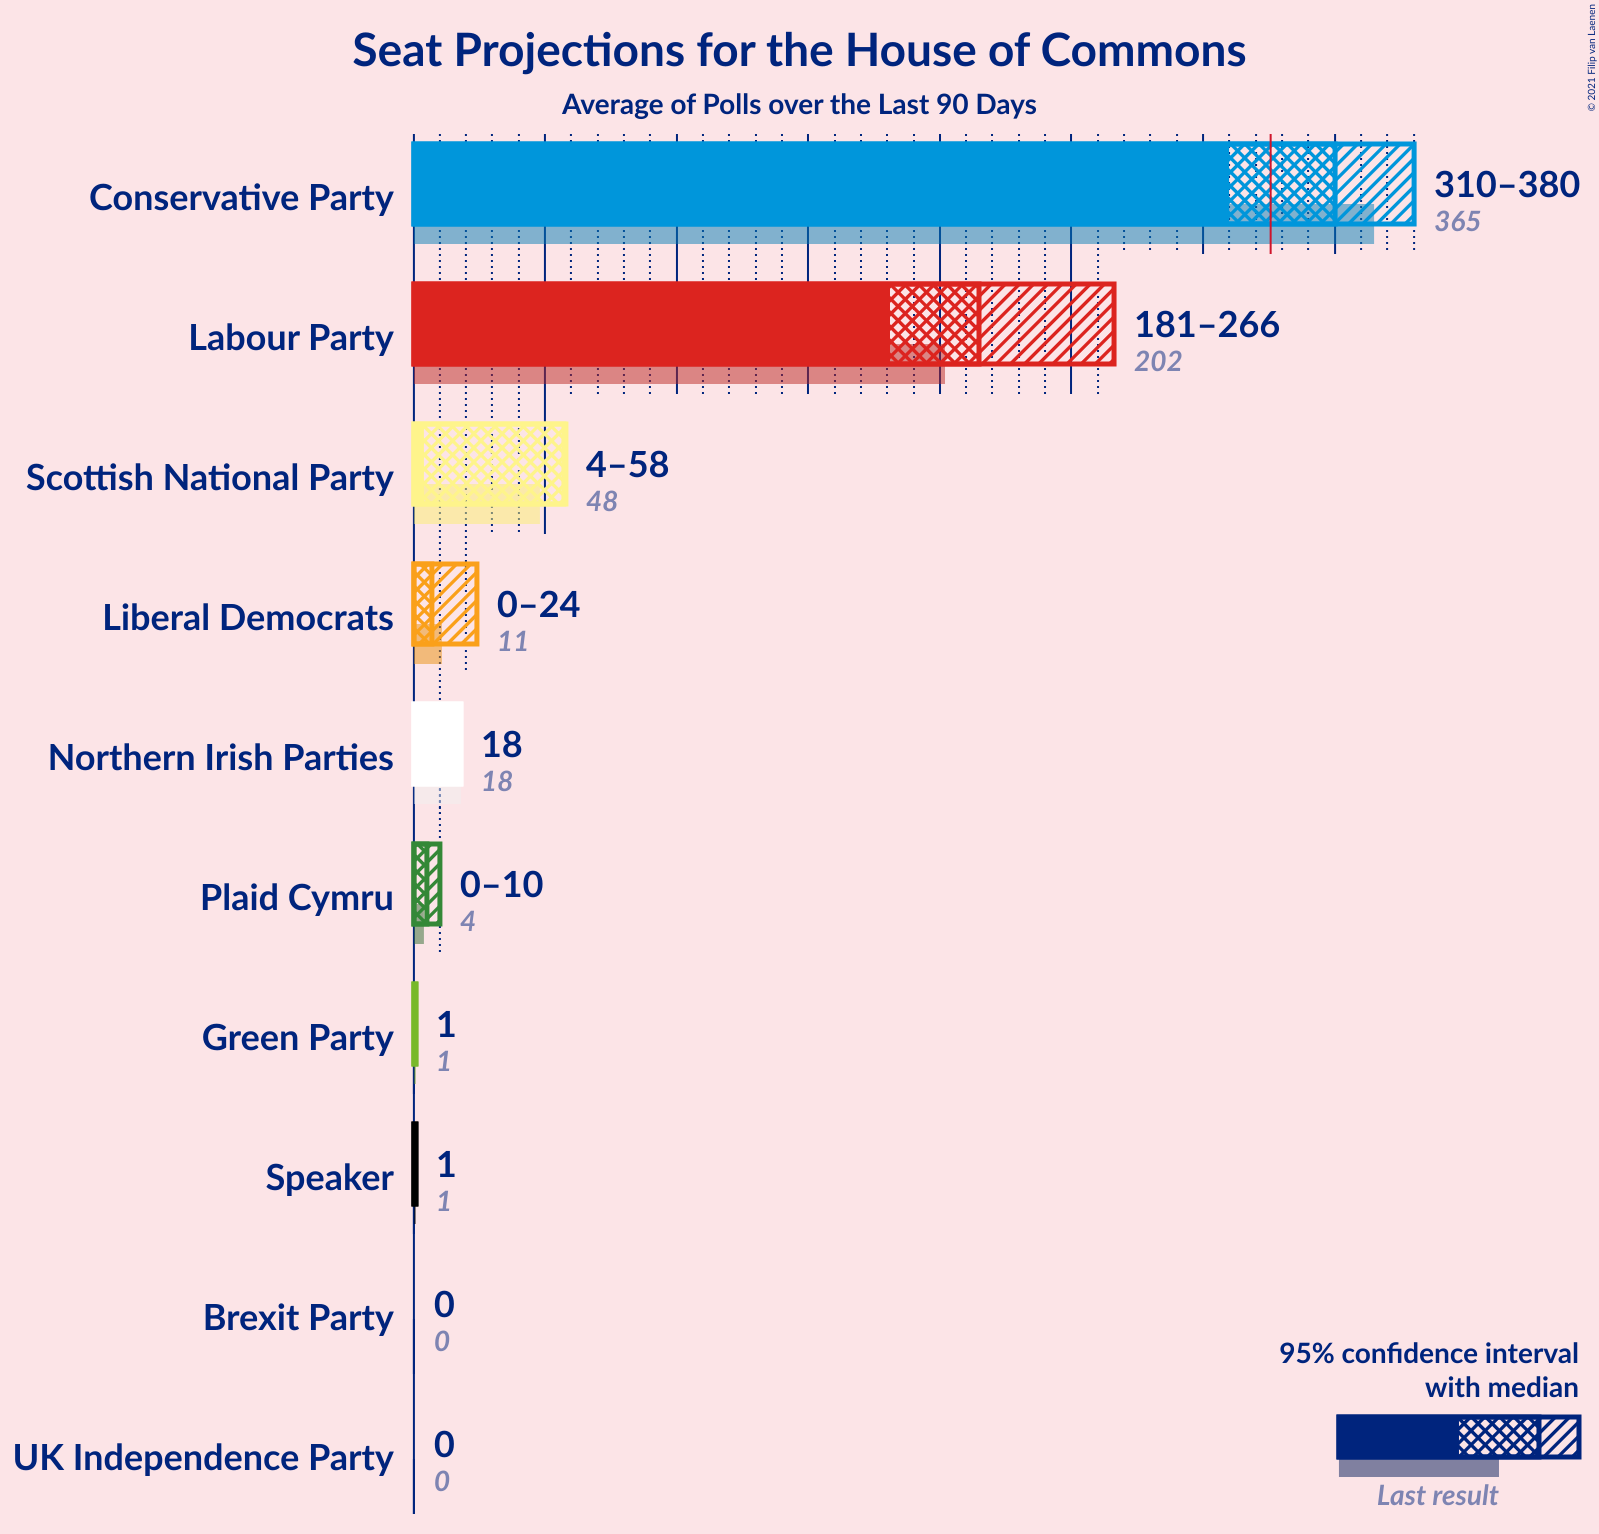 Seat Projections for the House of Commons
Average of Polls over the Last 90 Days
© 2021 Filip van Laenen
Conservative Party
310–380
365
Labour Party
181–266
202
Scottish National Party
4–58
48
Liberal Democrats
0–24
11
Northern Irish Parties
18
18
Plaid Cymru
0–10
4
Green Party
1
1
Speaker
1
1
Brexit Party
0
0
UK Independence Party
0
0
95% confidence interval
with median
Last result